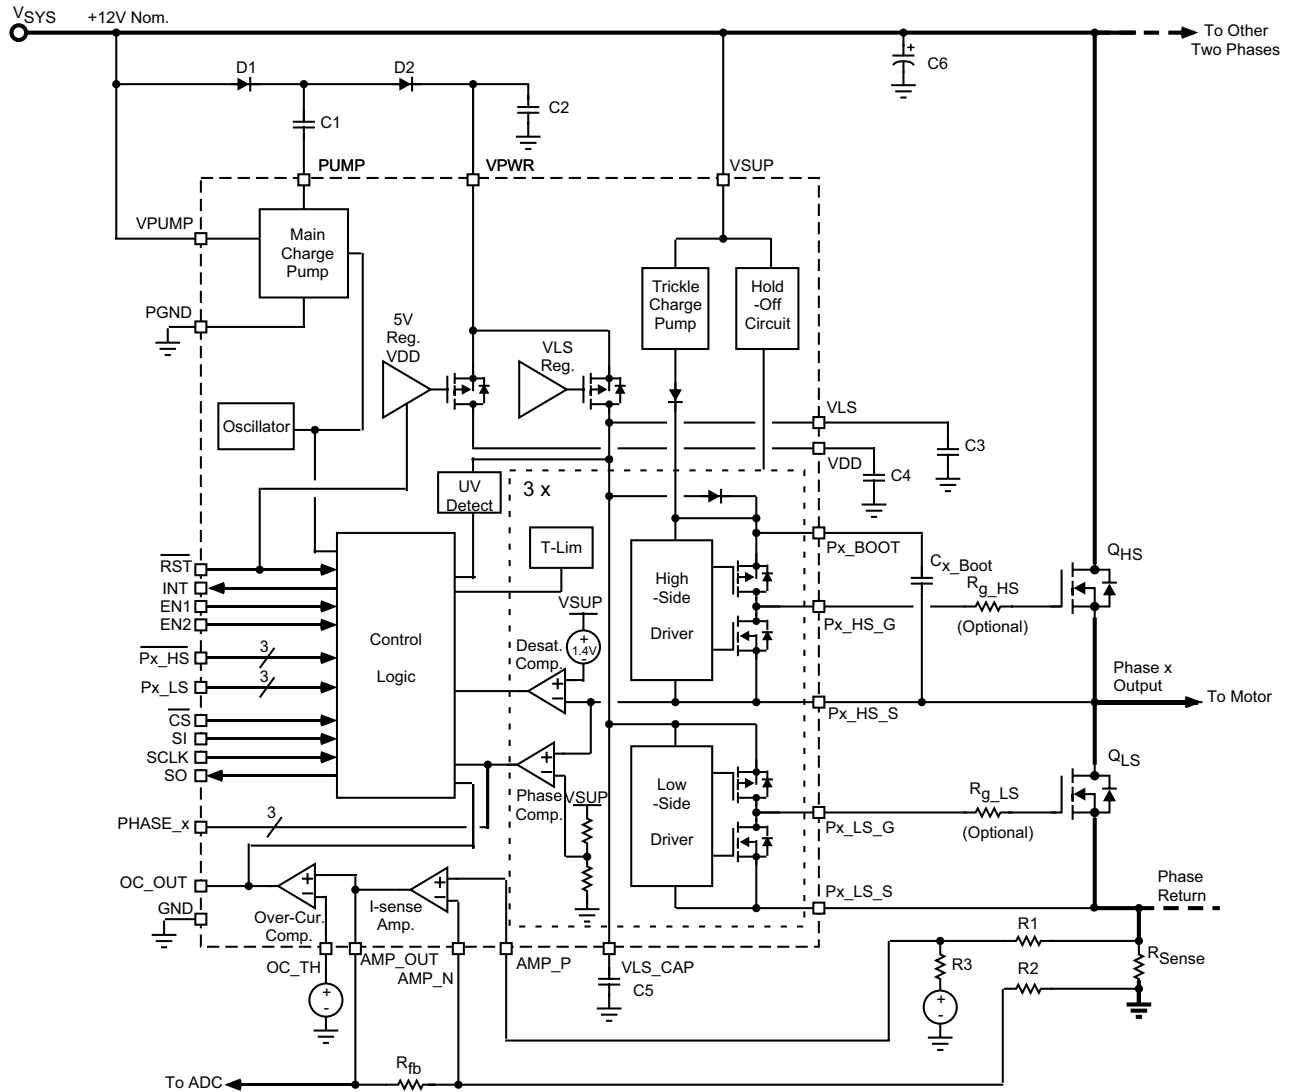 VSYS +12V Nom.
To Other
Two Phases
D1
D2
C6
C1
C2
PUMP
VPWR
VSUP
VPUMP
Main
Charge
Pump
Trickle
Charge
Pump
Hold
-Off
Circuit
PGND
5V
Reg.
VDD
VLS
Reg.
Oscillator
VLS
C3
VDD
C4
UV
Detect
3 x
T-Lim
Px_BOOT
Cx_Boot
QHS
RST
INT
EN1
EN2
Px_HS
3
Px_LS
3
CS
SI
SCLK
SO
Control
Logic
VSUP
+
1.4V
-
Desat.
Comp.
+
–
High
-Side
Driver
Rg_HS
(Optional)
Px_HS_G
Phase x
Output
To Motor
Px_HS_S
QLS
+
–
Phase
Comp.
VSUP
Low
-Side
Driver
Rg_LS
(Optional)
Px_LS_G
PHASE_x
3
OC_OUT
+
–
Over-Cur.
Comp.
+
–
I-sense
Amp.
Px_LS_S
Phase
Return
GND
OC_TH
AMP_OUT
AMP_N
AMP_P
VLS_CAP
C5
R1
RSense
R3
R2
+
-
+
-
Rfb
To ADC